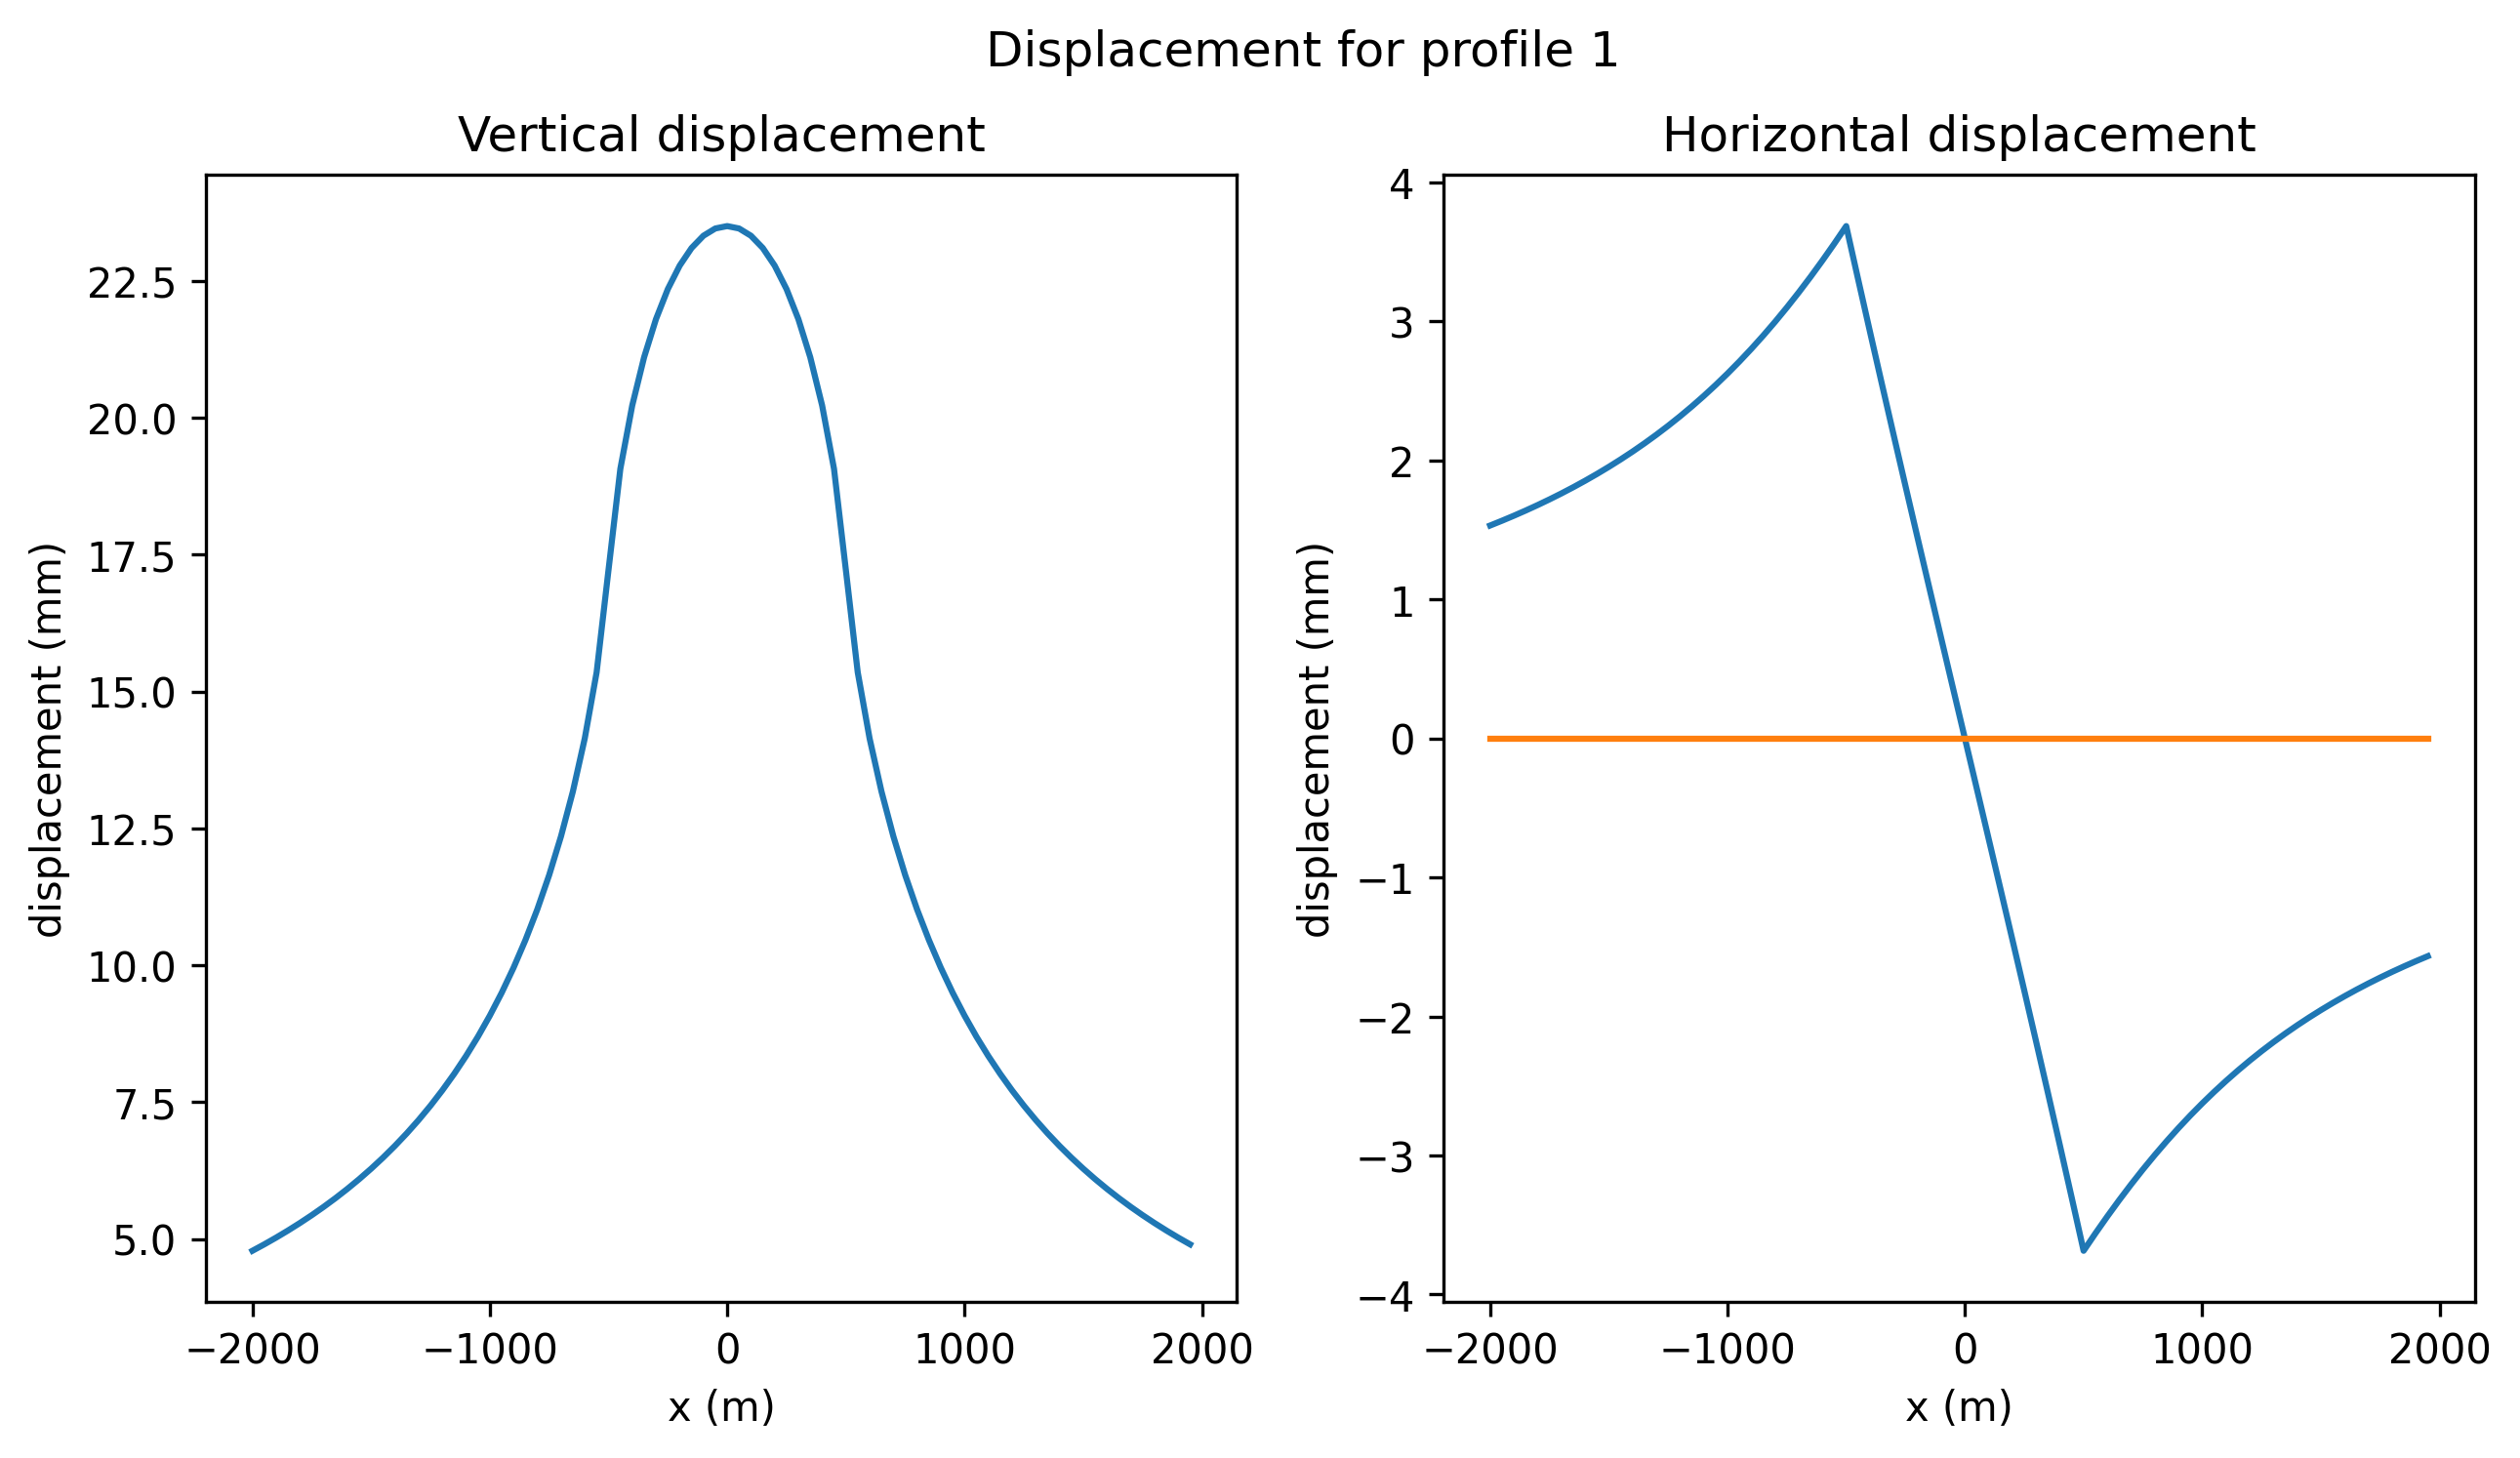 Displacement for profile 1
Vertical displacement
displacement (mm)
22.5
20.0
17.5
15.0
12.5
10.0
7.5
5.0
−2000 −1000 0 1000 2000
x (m)
Horizontal displacement
displacement (mm)
4
3
2
1
0
−1
−2
−3
−4
−2000 −1000 0 1000 2000
x (m)